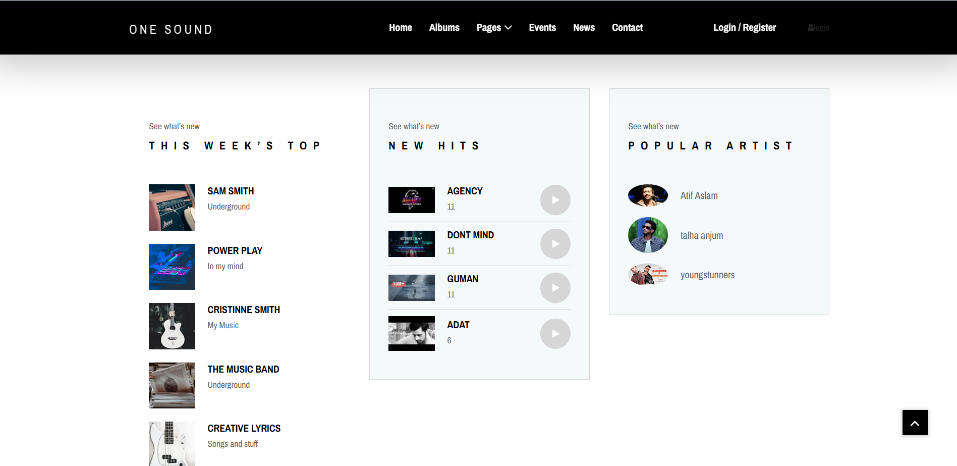 ONE SOUND
Home Albums Pages Events News Contact Login / Register login
See what's new
THIS WEEK'S TOP
SAM SMITH
Underground
POWER PLAY
In my mind
CRISTINNE SMITH
My Music
THE MUSIC BAND
Underground
CREATIVE LYRICS
Songs and stuff
See what's new
NEW HITS
AGENCY
11
DONT MIND
11
GUMAN
11
ADAT
6
See what's new
POPULAR ARTIST
Atif Aslam
talha anjum
youngstunners